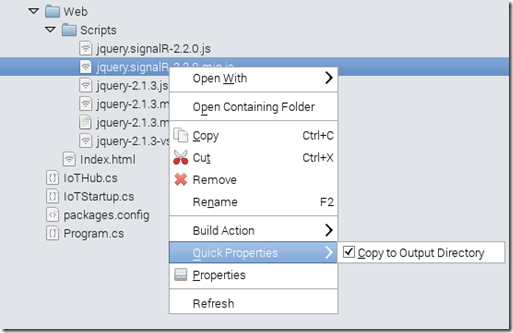 Web
Scripts
jquery.signalR-2.2.0.js
jquery.signalR-2.2.0.min.js
Open With
jquery-2.1.3.js
Open Containing Folder
jquery-2.1.3.m
Copy Ctrl+C
jquery-2.1.3.m
Cut Ctrl+X
jquery-2.1.3-vs
Remove
Index.html
Rename F2
IoTHub.cs
IoTStartup.cs
packages.config
Build Action
Program.cs
Quick Properties
Copy to Output Directory
Properties
Refresh